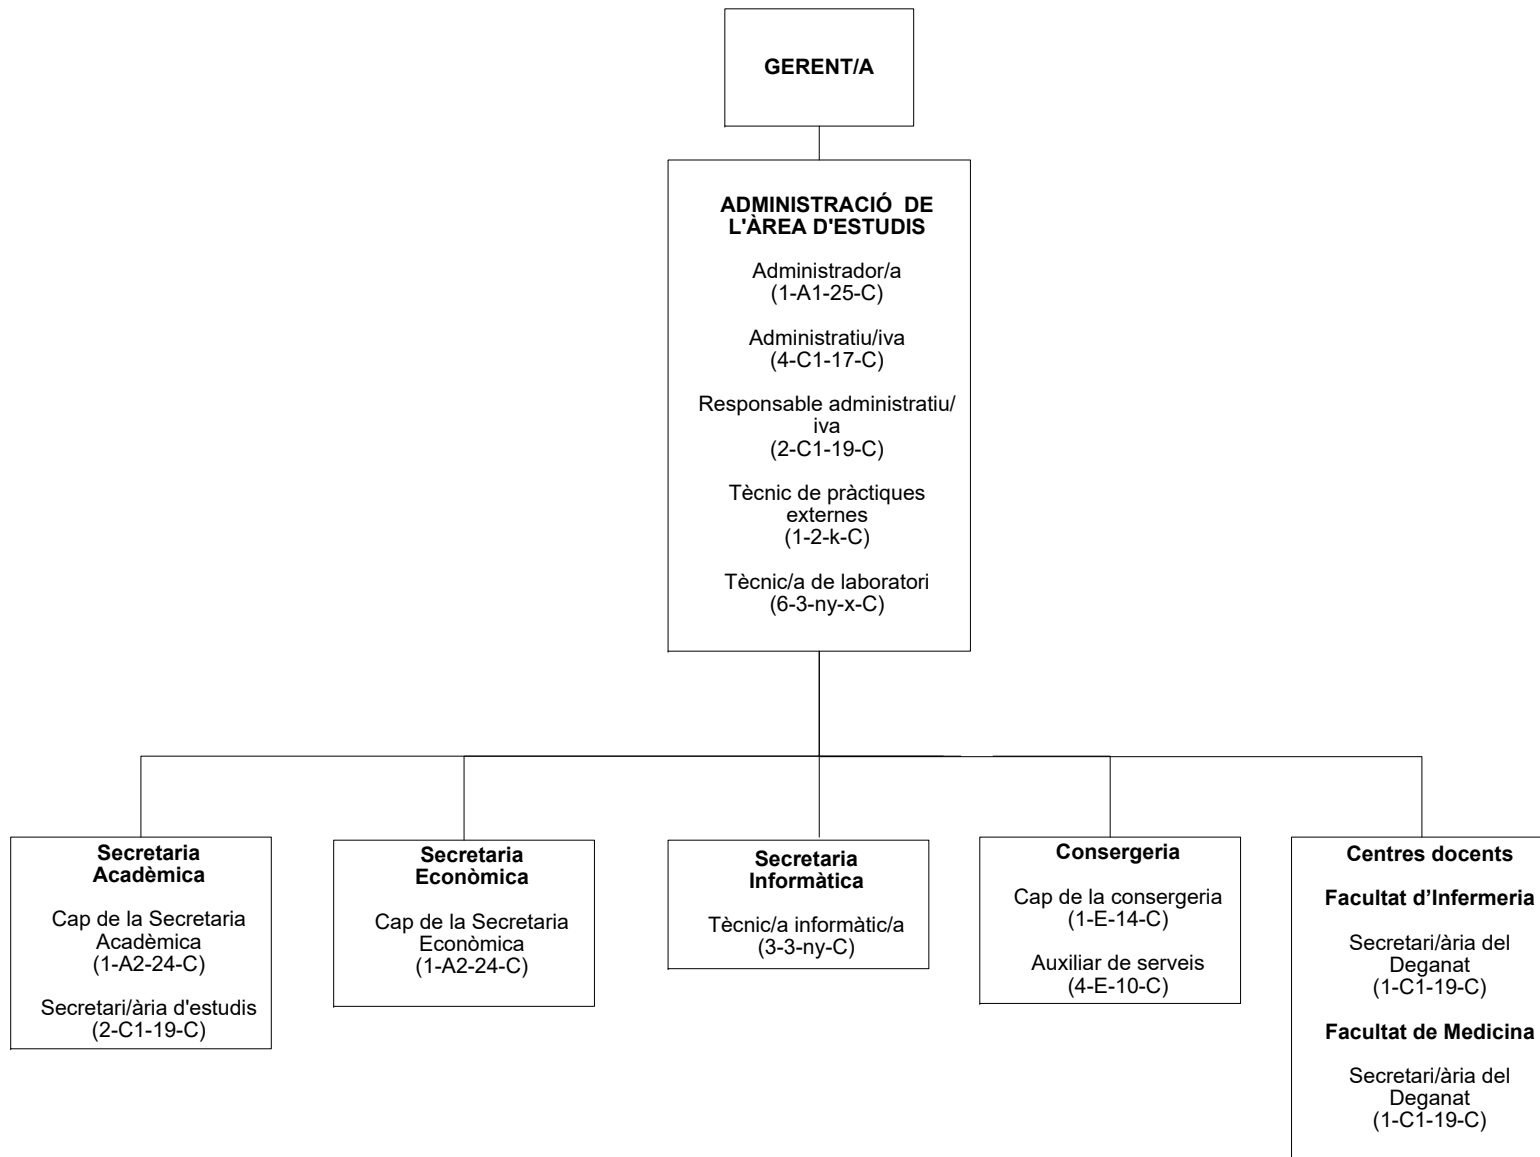 GERENT/A
ADMINISTRACIÓ DE
L'ÀREA D'ESTUDIS
Administrador/a
(1-A1-25-C)
Administratiu/iva
(4-C1-17-C)
Responsable administratiu/
iva
(2-C1-19-C)
Tècnic de pràctiques
externes
(1-2-k-C)
Tècnic/a de laboratori
(6-3-ny-x-C)
Secretaria
Acadèmica
Cap de la Secretaria
Acadèmica
(1-A2-24-C)
Secretari/ària d'estudis
(2-C1-19-C)
Secretaria
Econòmica
Cap de la Secretaria
Econòmica
(1-A2-24-C)
Secretaria
Informàtica
Tècnic/a informàtic/a
(3-3-ny-C)
Consergeria
Cap de la consergeria
(1-E-14-C)
Auxiliar de serveis
(4-E-10-C)
Centres docents
Facultat d’Infermeria
Secretari/ària del
Deganat
(1-C1-19-C)
Facultat de Medicina
Secretari/ària del
Deganat
(1-C1-19-C)